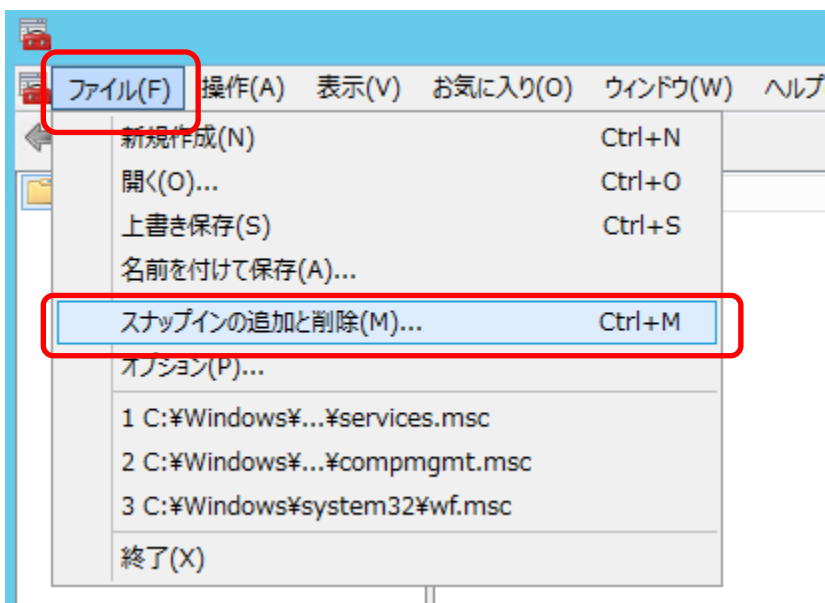 ファイル(F) 操作(A) 表示(V) お気に入り(O) ウィンドウ(W) ヘルプ
新規作成(N) Ctrl+N
開く(O)... Ctrl+O
上書き保存(S) Ctrl+S
名前を付けて保存(A)...
スナップインの追加と削除(M)... Ctrl+M
オプション(P)...
1 C:¥Windows¥...¥services.msc
2 C:¥Windows¥...¥compmgmt.msc
3 C:¥Windows¥system32¥wf.msc
終了(X)